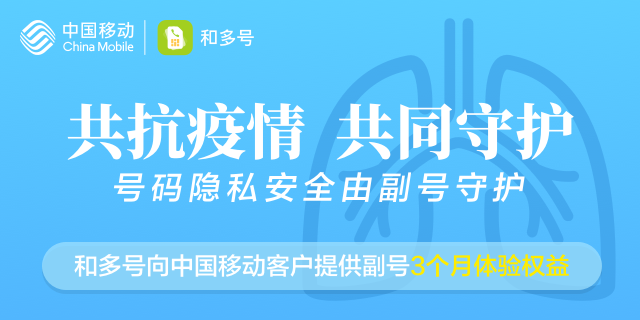 中国移动
China Mobile
和多号
共抗疫情 共同守护
号码隐私安全由副号守护
和多号向中国移动客户提供副号3个月体验权益